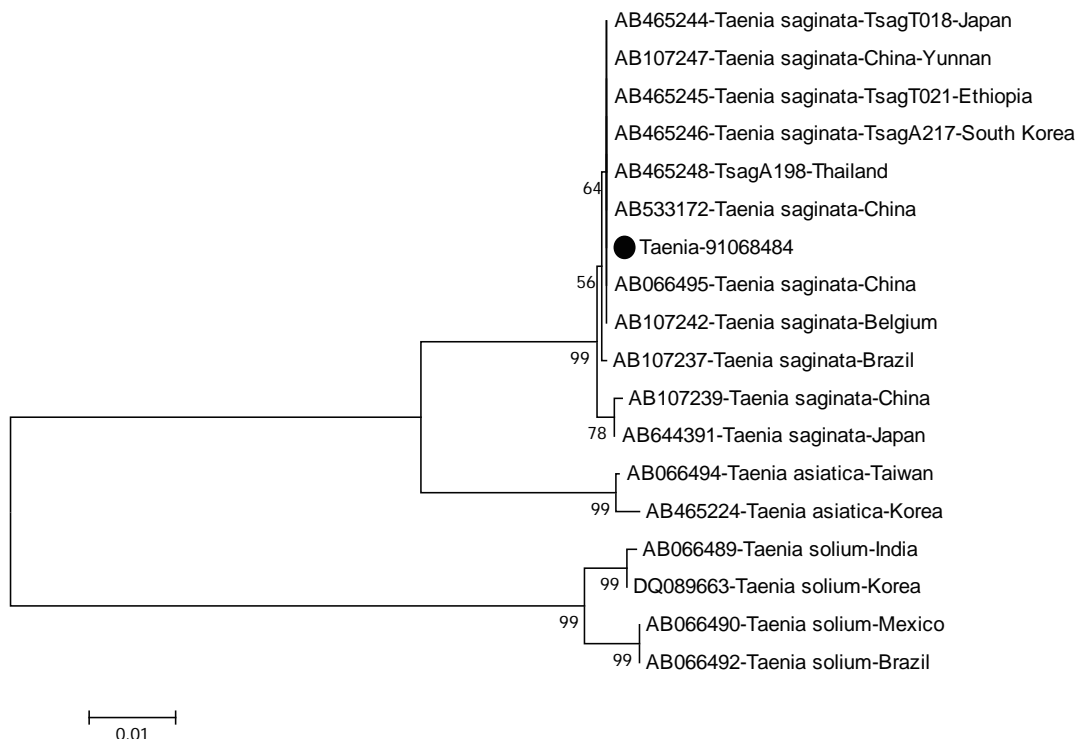 AB465244-Taenia saginata-TsagT018-Japan
AB107247-Taenia saginata-China-Yunnan
AB465245-Taenia saginata-TsagT021-Ethiopia
AB465246-Taenia saginata-TsagA217-South Korea
AB465248-TsagA198-Thailand
64
AB533172-Taenia saginata-China
Taenia-91068484
AB066495-Taenia saginata-China
56
AB107242-Taenia saginata-Belgium
AB107237-Taenia saginata-Brazil
99
AB107239-Taenia saginata-China
AB644391-Taenia saginata-Japan
78
AB066494-Taenia asiatica-Taiwan
AB465224-Taenia asiatica-Korea
99
AB066489-Taenia solium-India
DQ089663-Taenia solium-Korea
99
AB066490-Taenia solium-Mexico
99
AB066492-Taenia solium-Brazil
99
0.01